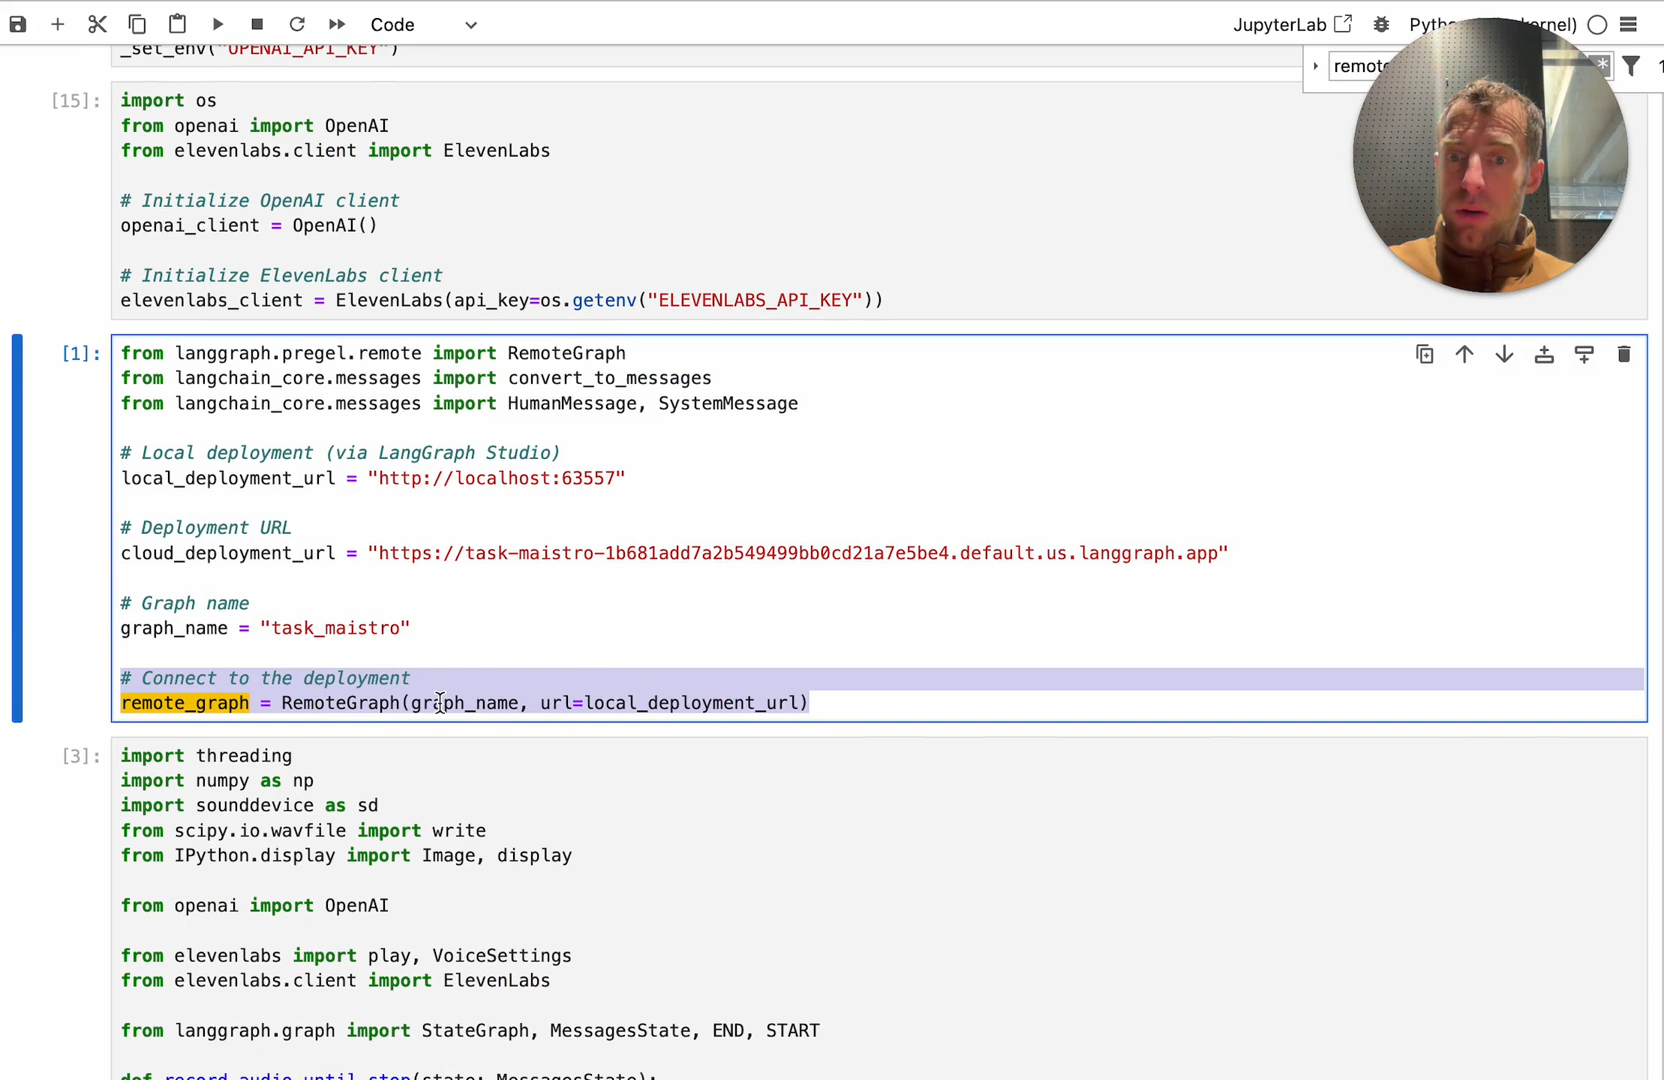 Code
JupyterLab
_set_env("OPENAI_API_KEY")
[15]:
import os
from openai import OpenAI
from elevenlabs.client import ElevenLabs
# Initialize OpenAI client
openai_client = OpenAI()
# Initialize ElevenLabs client
elevenlabs_client = ElevenLabs(api_key=os.getenv("ELEVENLABS_API_KEY"))
[1]:
from langgraph.pregel.remote import RemoteGraph
from langchain_core.messages import convert_to_messages
from langchain_core.messages import HumanMessage, SystemMessage
# Local deployment (via LangGraph Studio)
local_deployment_url = "http://localhost:63557"
# Deployment URL
cloud_deployment_url = "https://task-maistro-1b681add7a2b549499bb0cd21a7e5be4.default.us.langgraph.app"
# Graph name
graph_name = "task_maistro"
# Connect to the deployment
remote_graph = RemoteGraph(graph_name, url=local_deployment_url)
[3]:
import threading
import numpy as np
import sounddevice as sd
from scipy.io.wavfile import write
from IPython.display import Image, display
from openai import OpenAI
from elevenlabs import play, VoiceSettings
from elevenlabs.client import ElevenLabs
from langgraph.graph import StateGraph, MessagesState, END, START
def record_audio_until_stop(state: MessagesState):